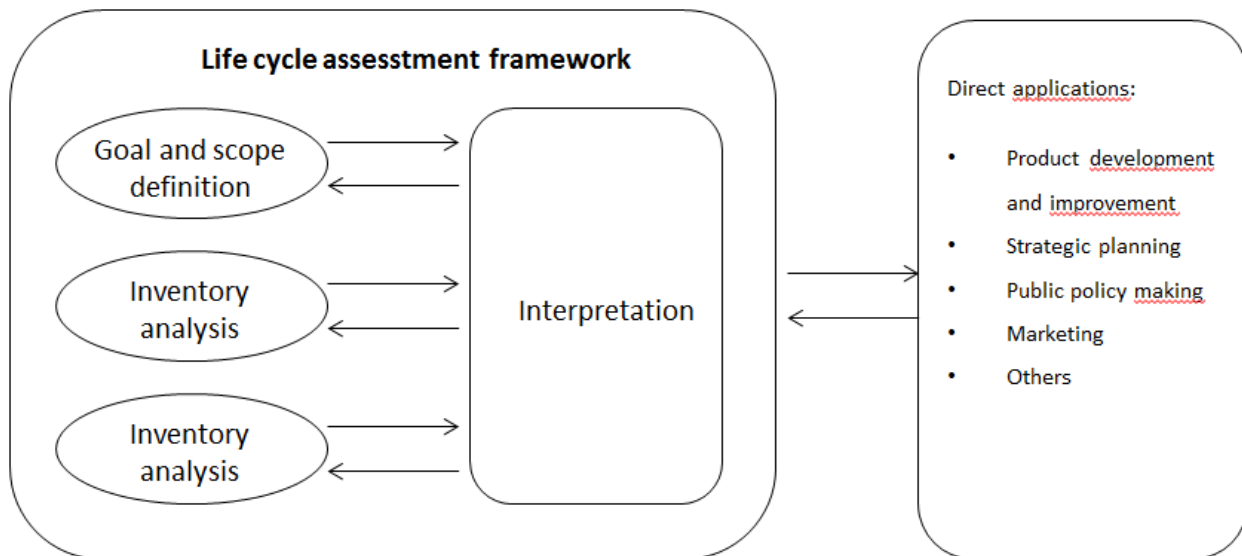 Life cycle assesstment framework
Goal and scope
definition
Inventory
analysis
Inventory
analysis
Interpretation
Direct applications:
• Product development
and improvement
• Strategic planning
• Public policy making
• Marketing
• Others